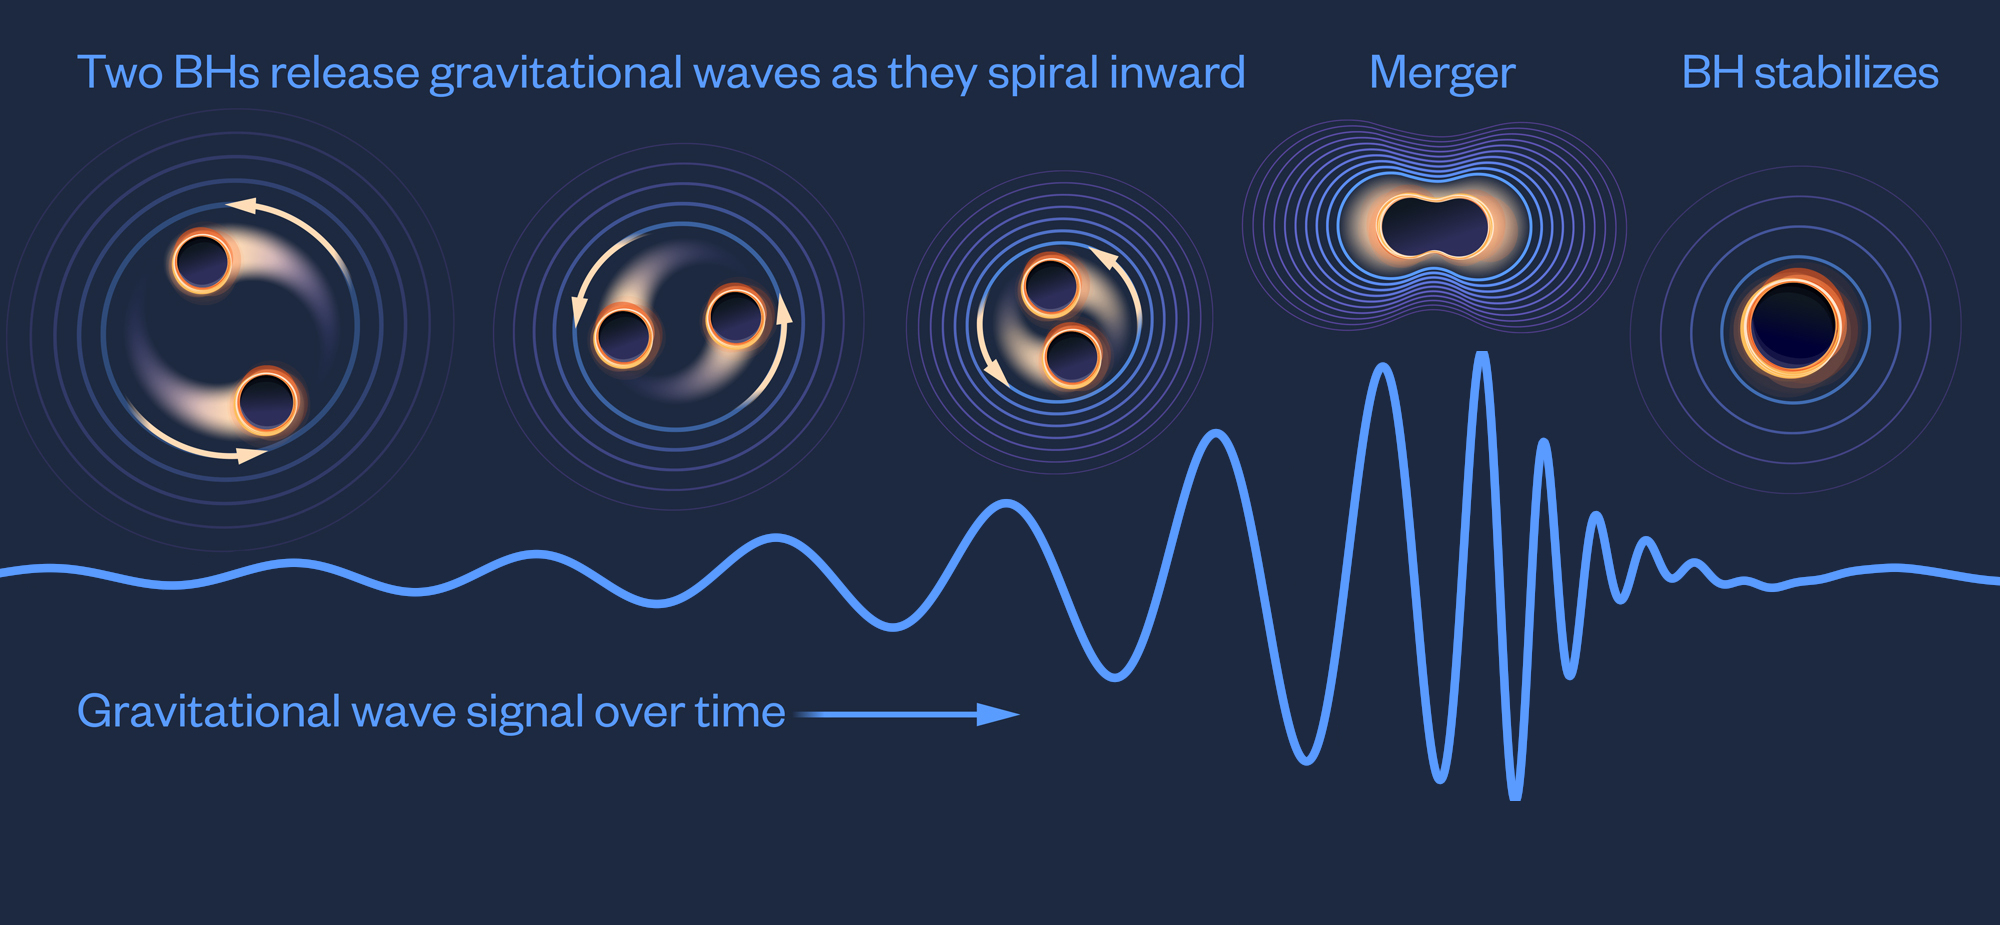 Two BHs release gravitational waves as they spiral inward
Merger
BH stabilizes
Gravitational wave signal over time